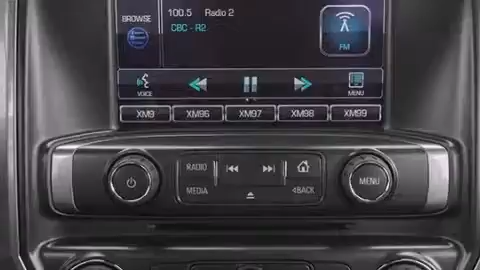 100.5 Radio 2
BROWSE
CBC - R2
FM
VOICE
MENU
XM9 XM96 XM97 XM98 XM99
RADIO
MEDIA
BACK
MENU